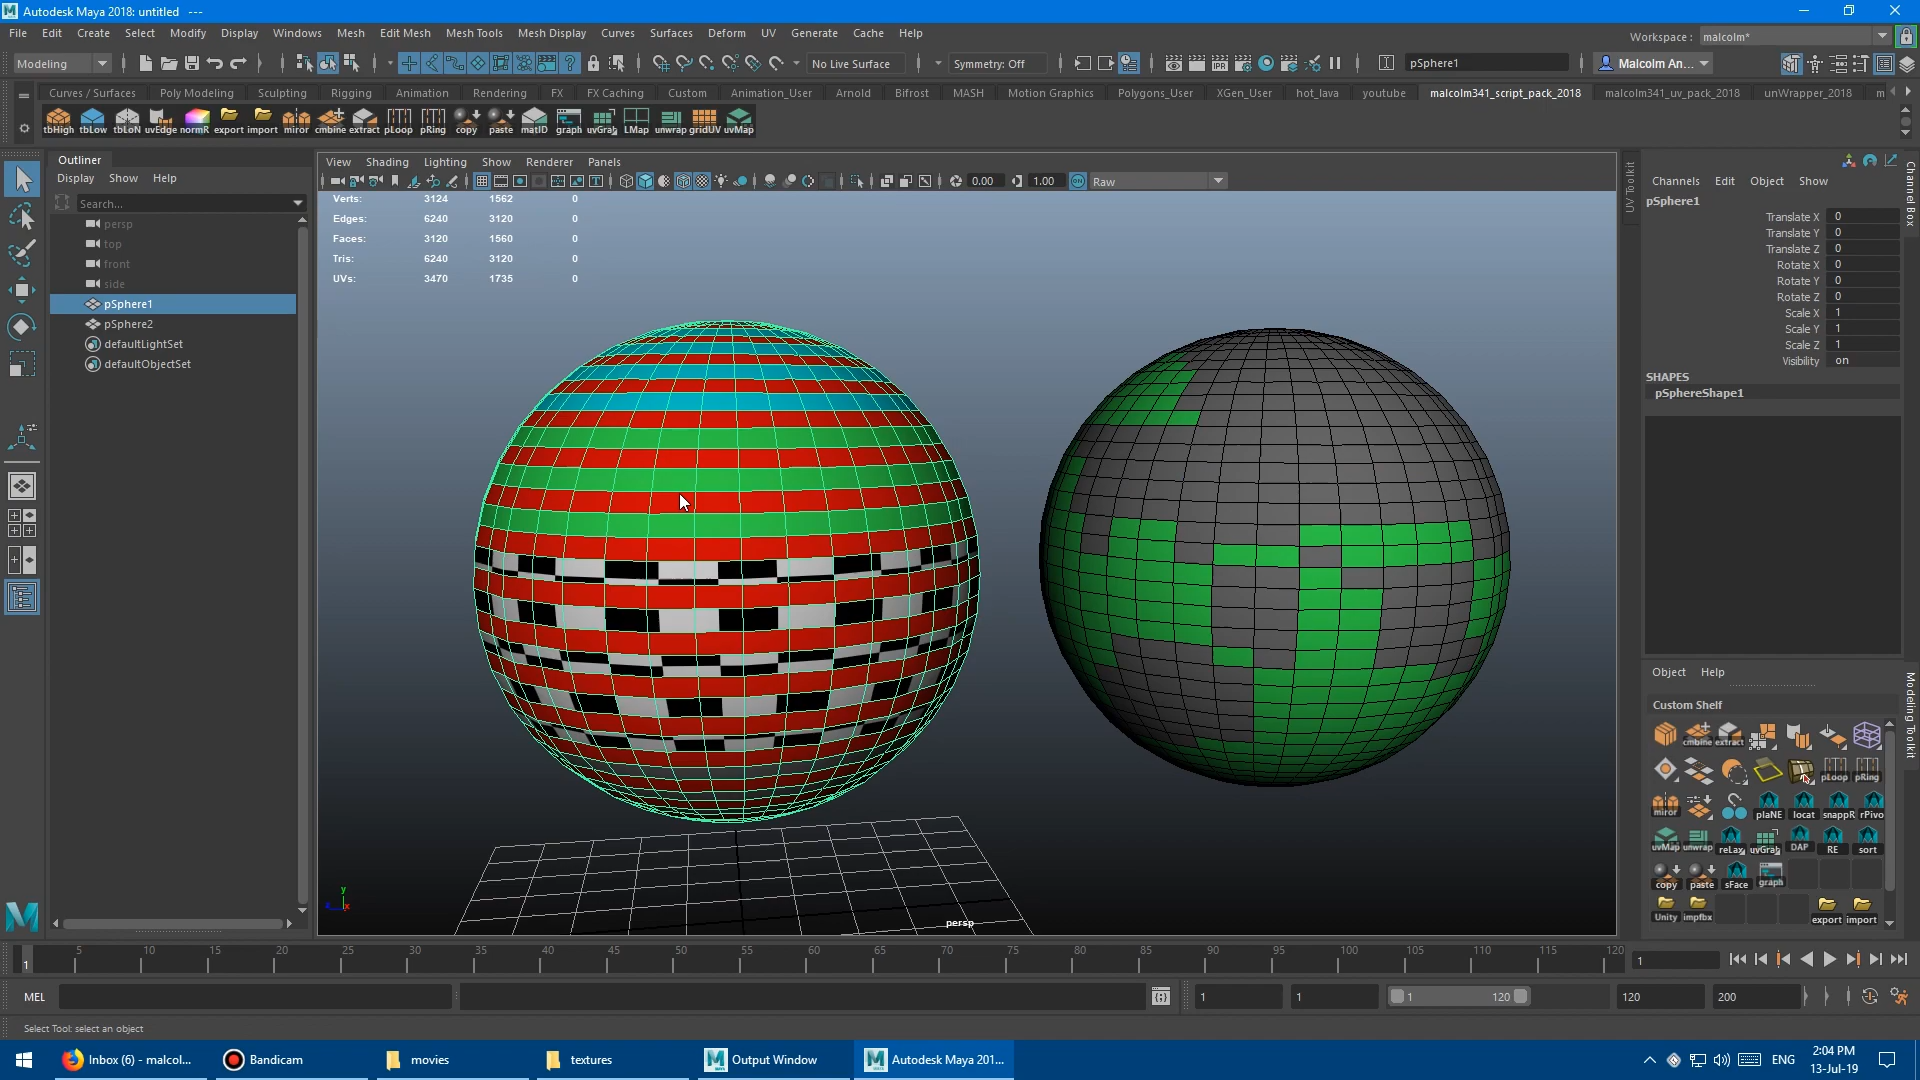 Autodesk Maya 2018: untitled   ---
File Edit Create Select Modify Display Windows Mesh Edit Mesh Mesh Tools Mesh Display Curves Surfaces Deform UV Generate Cache Help
Workspace : malcolm*
Modeling No Live Surface Symmetry: Off IPR pSphere1 Malcolm An...
Curves / Surfaces Poly Modeling Sculpting Rigging Animation Rendering FX FX Caching Custom Animation_User Arnold Bifrost MASH Motion Graphics Polygons_User XGen_User hot_lava youtube malcolm341_script_pack_2018 malcolm341_uv_pack_2018 unWrapper_2018 m
tbHigh tbLow tbLoN uvEdge normR export import miror cmbine extract pLoop pRing copy paste matID graph uvGrab LMap unwrap gridUV uvMap
Outliner
Display Show Help
Search...
persp
top
front
side
pSphere1
pSphere2
defaultLightSet
defaultObjectSet
View Shading Lighting Show Renderer Panels
0.00 1.00 Raw
Verts: 3124 1562 0
Edges: 6240 3120 0
Faces: 3120 1560 0
Tris: 6240 3120 0
UVs: 3470 1735 0
y
x
persp
UV Toolkit
Channels Edit Object Show
pSphere1
Translate X 0
Translate Y 0
Translate Z 0
Rotate X 0
Rotate Y 0
Rotate Z 0
Scale X 1
Scale Y 1
Scale Z 1
Visibility on
SHAPES
pSphereShape1
Channel Box
Modeling Toolkit
Object Help
Custom Shelf
cmbine extract
pLoop pRing
miror plaNE locat snappR rPivo
uvMap unwrap reLax uvGrab DAP RE sort
copy paste sFace graph
Unity impfbx export import
5 10 15 20 25 30 35 40 45 50 55 60 65 70 75 80 85 90 95 100 105 110 115 120
1 1
MEL 1 1 1 120 120 200
Select Tool: select an object
Inbox (6) - malcol... Bandicam movies textures Output Window Autodesk Maya 201...
ENG
2:04 PM
13-Jul-19